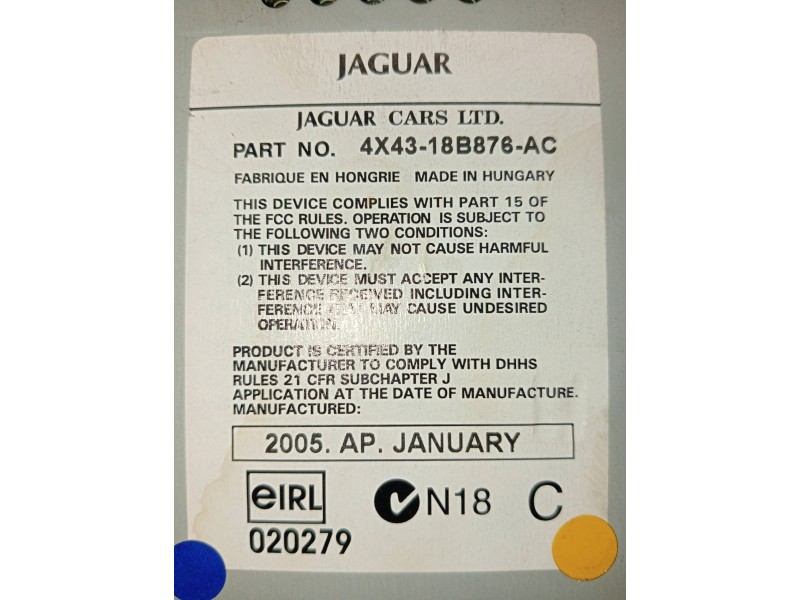 JAGUAR
JAGUAR CARS LTD.
PART NO. 4X43-18B876-AC
FABRIQUE EN HONGRIE MADE IN HUNGARY
THIS DEVICE COMPLIES WITH PART 15 OF
THE FCC RULES. OPERATION IS SUBJECT TO
THE FOLLOWING TWO CONDITIONS:
(1) THIS DEVICE MAY NOT CAUSE HARMFUL
INTERFERENCE.
(2) THIS DEVICE MUST ACCEPT ANY INTER-
FERENCE RECEIVED INCLUDING INTER-
FERENCE THAT MAY CAUSE UNDESIRED
OPERATION.
PRODUCT IS CERTIFIED BY THE
MANUFACTURER TO COMPLY WITH DHHS
RULES 21 CFR SUBCHAPTER J
APPLICATION AT THE DATE OF MANUFACTURE.
MANUFACTURED:
2005. AP. JANUARY
eIRL N18 C
020279